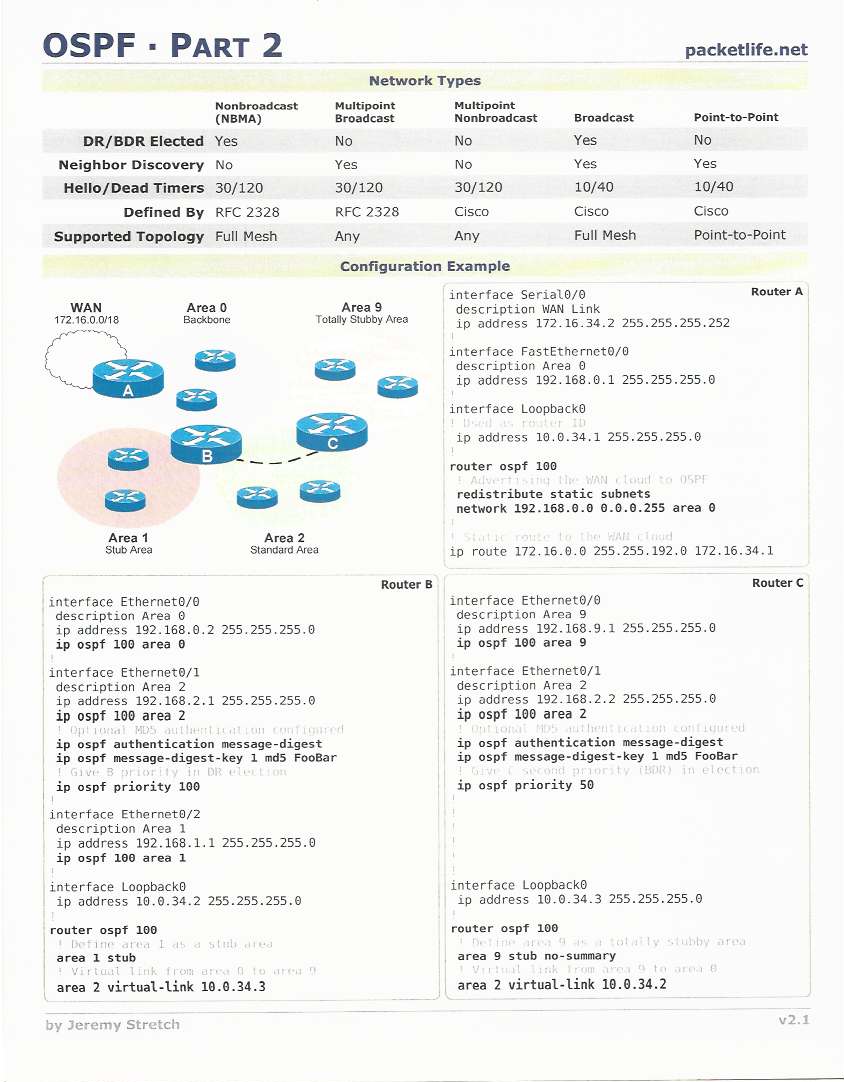 OSPF · PART 2
packetlife.net
Network Types
Nonbroadcast (NBMA) Multipoint Broadcast Multipoint Nonbroadcast Broadcast Point-to-Point
DR/BDR Elected Yes No No Yes No
Neighbor Discovery No Yes No Yes Yes
Hello/Dead Timers 30/120 30/120 30/120 10/40 10/40
Defined By RFC 2328 RFC 2328 Cisco Cisco Cisco
Supported Topology Full Mesh Any Any Full Mesh Point-to-Point
Configuration Example
WAN
172.16.0.0/18
Area 0
Backbone
Area 9
Totally Stubby Area
A
B
C
Area 1
Stub Area
Area 2
Standard Area
Router A
interface Serial0/0
description WAN Link
ip address 172.16.34.2 255.255.255.252
!
interface FastEthernet0/0
description Area 0
ip address 192.168.0.1 255.255.255.0
!
interface Loopback0
! Used as router ID
ip address 10.0.34.1 255.255.255.0
!
router ospf 100
! Advertising the WAN cloud to OSPF
redistribute static subnets
network 192.168.0.0 0.0.0.255 area 0
!
! Static route to the WAN cloud
ip route 172.16.0.0 255.255.192.0 172.16.34.1
Router B
interface Ethernet0/0
description Area 0
ip address 192.168.0.2 255.255.255.0
ip ospf 100 area 0
!
interface Ethernet0/1
description Area 2
ip address 192.168.2.1 255.255.255.0
ip ospf 100 area 2
! Optional MD5 authentication configured
ip ospf authentication message-digest
ip ospf message-digest-key 1 md5 FooBar
! Give B priority in DR election
ip ospf priority 100
!
interface Ethernet0/2
description Area 1
ip address 192.168.1.1 255.255.255.0
ip ospf 100 area 1
!
interface Loopback0
ip address 10.0.34.2 255.255.255.0
!
router ospf 100
! Define area 1 as a stub area
area 1 stub
! Virtual link from area 0 to area 9
area 2 virtual-link 10.0.34.3
Router C
interface Ethernet0/0
description Area 9
ip address 192.168.9.1 255.255.255.0
ip ospf 100 area 9
!
interface Ethernet0/1
description Area 2
ip address 192.168.2.2 255.255.255.0
ip ospf 100 area 2
! Optional MD5 authentication configured
ip ospf authentication message-digest
ip ospf message-digest-key 1 md5 FooBar
! Give C second priority (BDR) in election
ip ospf priority 50
!
!
!
!
!
!
interface Loopback0
ip address 10.0.34.3 255.255.255.0
!
router ospf 100
! Define area 9 as a totally stubby area
area 9 stub no-summary
! Virtual link from area 9 to area 0
area 2 virtual-link 10.0.34.2
by Jeremy Stretch
v2.1